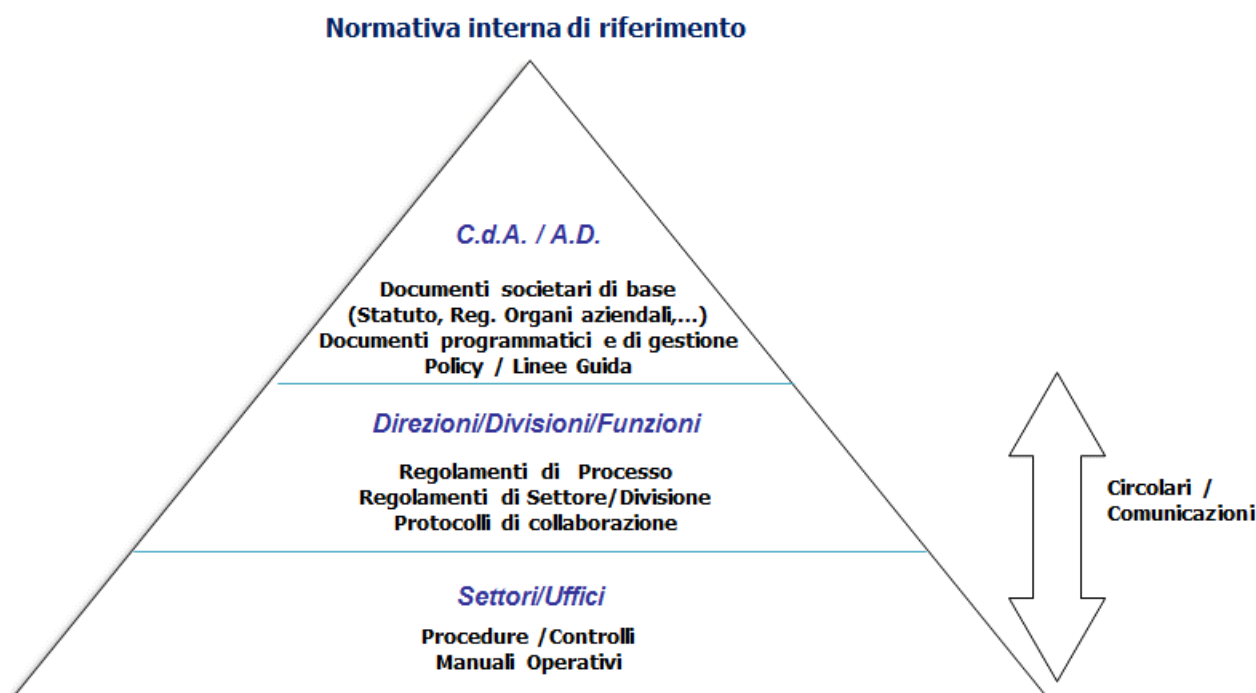 Normativa interna di riferimento
C.d.A. / A.D.
Documenti societari di base
(Statuto, Reg. Organi aziendali,...)
Documenti programmatici e di gestione
Policy / Linee Guida
Direzioni/Divisioni/Funzioni
Regolamenti di Processo
Regolamenti di Settore/Divisione
Protocolli di collaborazione
Circolari /
Comunicazioni
Settori/Uffici
Procedure /Controlli
Manuali Operativi